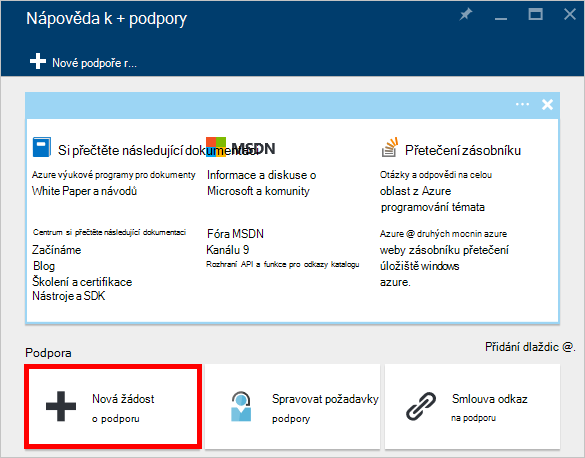 Nápověda k + podpory
Nové podpoře r...
Si přečtěte následující dokumentaci
Azure výukové programy pro dokumenty
White Paper a návodů
Centrum si přečtěte následující dokumentaci
Začínáme
Blog
Školení a certifikace
Nástroje a SDK
MSDN
Informace a diskuse o
Microsoft a komunity
Fóra MSDN
Kanálu 9
Rozhraní API a funkce pro odkazy katalogu
Přetečení zásobníku
Otázky a odpovědi na celou
oblast z Azure
programování témata
Azure @ druhých mocnin azure
weby zásobníku přetečení
úložiště windows
azure.
Podpora
Přidání dlaždic @.
Nová žádost
o podporu
Spravovat požadavky
podpory
Smlouva odkaz
na podporu